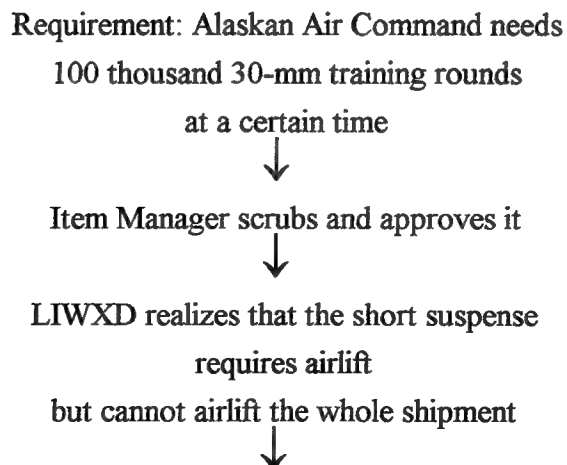 Requirement: Alaskan Air Command needs
100 thousand 30-mm training rounds
at a certain time
Item Manager scrubs and approves it
LIWXD realizes that the short suspense
requires airlift
but cannot airlift the whole shipment